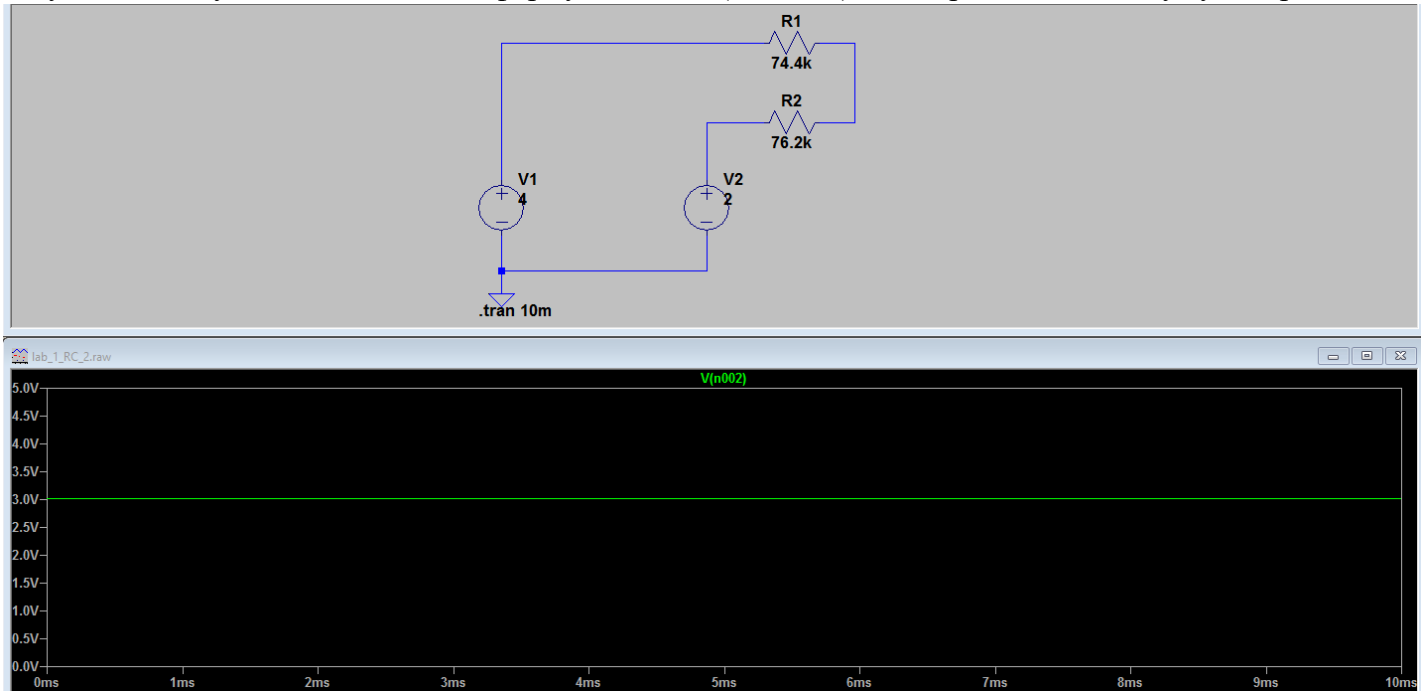 R1
74.4k
R2
76.2k
V1
4
V2
2
.tran 10m
lab_1_RC_2.raw
V(n002)
5.0V
4.5V
4.0V
3.5V
3.0V
2.5V
2.0V
1.5V
1.0V
0.5V
0.0V
0ms 1ms 2ms 3ms 4ms 5ms 6ms 7ms 8ms 9ms 10ms